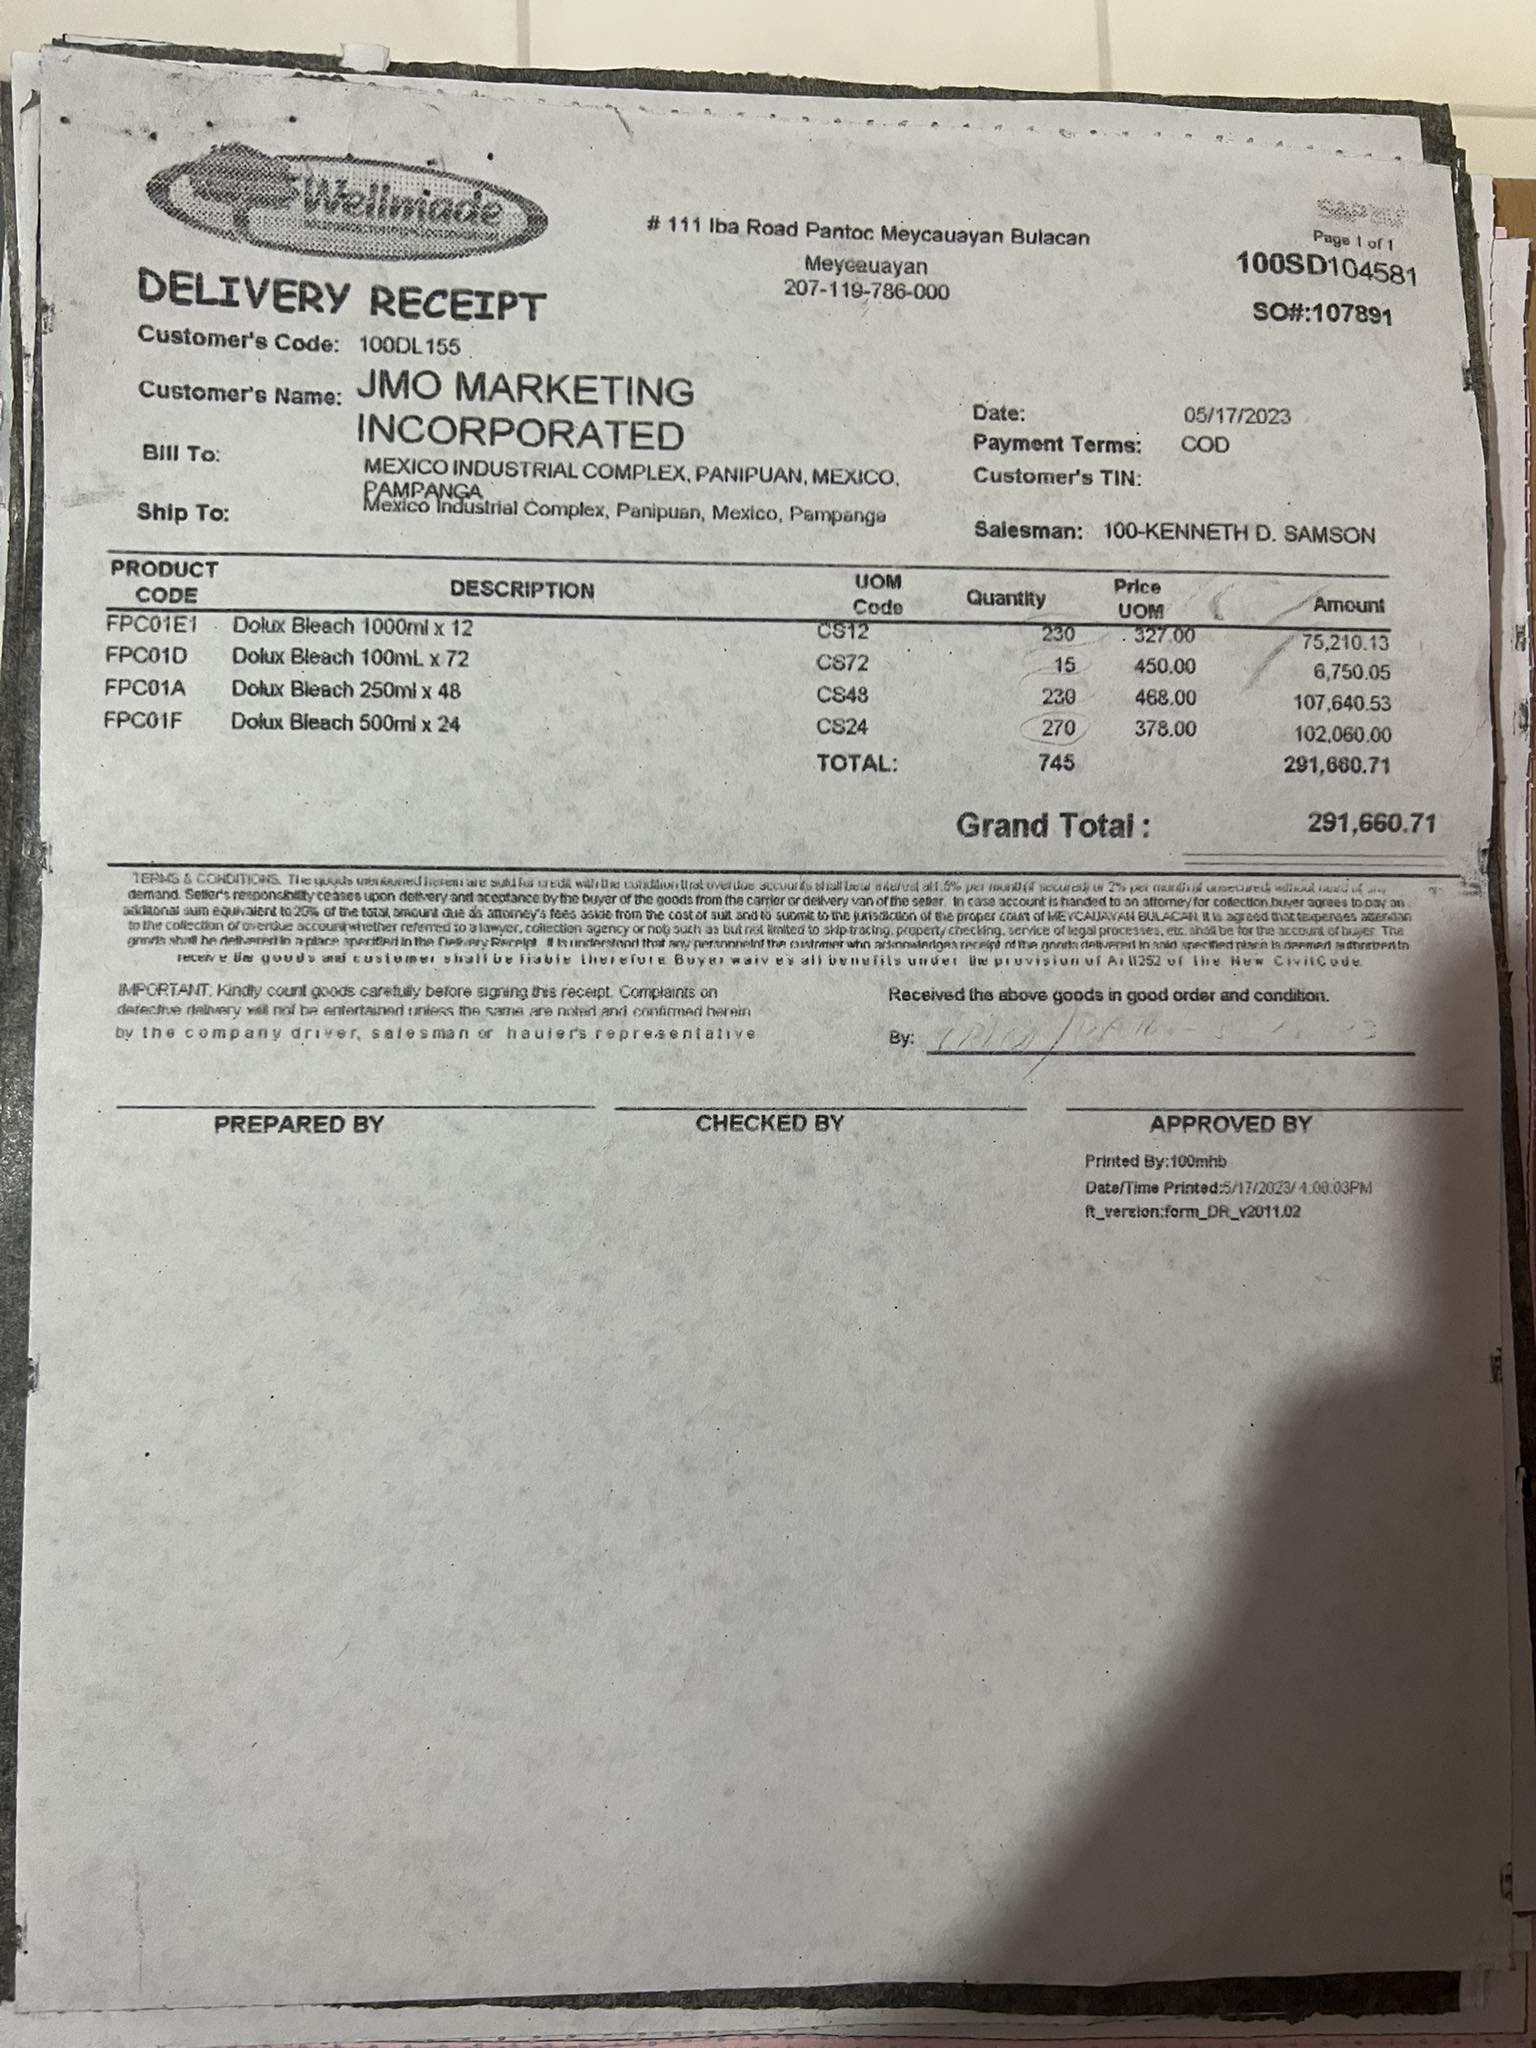 Wellmade
# 111 Iba Road Pantoc Meycauayan Bulacan
Meycauayan
207-119-786-000
Page 1 of 1
100SD104581
SO#:107891
DELIVERY RECEIPT
Customer's Code: 100DL155
Customer's Name: JMO MARKETING
INCORPORATED
Bill To: MEXICO INDUSTRIAL COMPLEX, PANIPUAN, MEXICO,
PAMPANGA
Ship To: Mexico Industrial Complex, Panipuan, Mexico, Pampanga
Date: 05/17/2023
Payment Terms: COD
Customer's TIN:
Salesman: 100-KENNETH D. SAMSON
PRODUCT CODE DESCRIPTION UOM Code Quantity Price UOM Amount
FPC01E1 Dolux Bleach 1000ml x 12 CS12 230 327.00 75,210.13
FPC01D Dolux Bleach 100mL x 72 CS72 15 450.00 6,750.05
FPC01A Dolux Bleach 250ml x 48 CS48 230 468.00 107,640.53
FPC01F Dolux Bleach 500ml x 24 CS24 270 378.00 102,060.00
TOTAL: 745 291,660.71
Grand Total : 291,660.71
TERMS & CONDITIONS. The goods mentioned herein are sold for credit with the condition that overdue accounts shall bear interest at 1.5% per month (if secured) or 2% per month (if unsecured) without need of any
demand. Seller's responsibility ceases upon delivery and aceptance by the buyer of the goods from the carrier or delivery van of the seller. In case account is handed to an attorney for collection,buyer agrees to pay an
additonal sum equivalent to 20% of the total, amount due as attorney's fees aside from the cost of suit and to submit to the jurisdiction of the proper court of MEYCAUAYAN BULACAN. It is agreed that expenses attendan
to the collection of overdue account whether referred to a lawyer, collection agency or not, such as but not limited to skip tracing, property checking, service of legal processes, etc. shall be for the account of buyer. The
goods shall be delivered in a place specified in the Delivery Receipt. It is understood that any personnel of the customer who acknowledges receipt of the goods delivered in said specified place is deemed authorized to
receive the goods and customer shall be liable therefore Buyer waives all benefits under the provision of Art 1252 of the New CivilCode.
IMPORTANT. Kindly count goods carefully before signing this receipt. Complaints on
defective delivery will not be entertained unless the same are noted and confirmed herein
by the company driver, salesman or hauler's representative
Received the above goods in good order and condition.
By:
PREPARED BY CHECKED BY APPROVED BY
Printed By:100mhb
Date/Time Printed:5/17/2023/
ft_version:form_DR_v2011.02